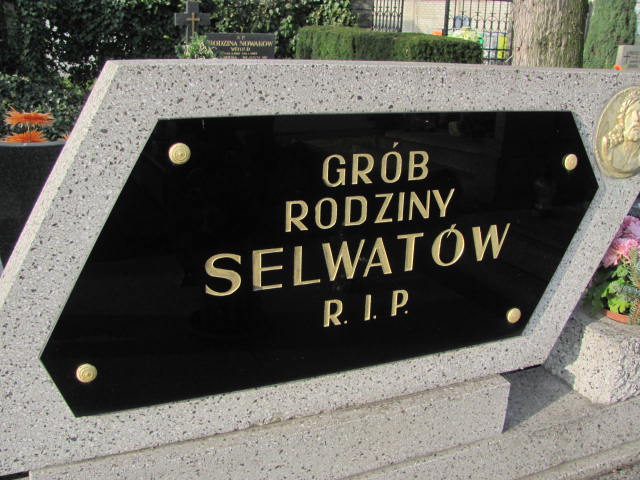 RODZINA NOWAKÓW
GRÓB
RODZINY
SELWATÓW
R. I. P.